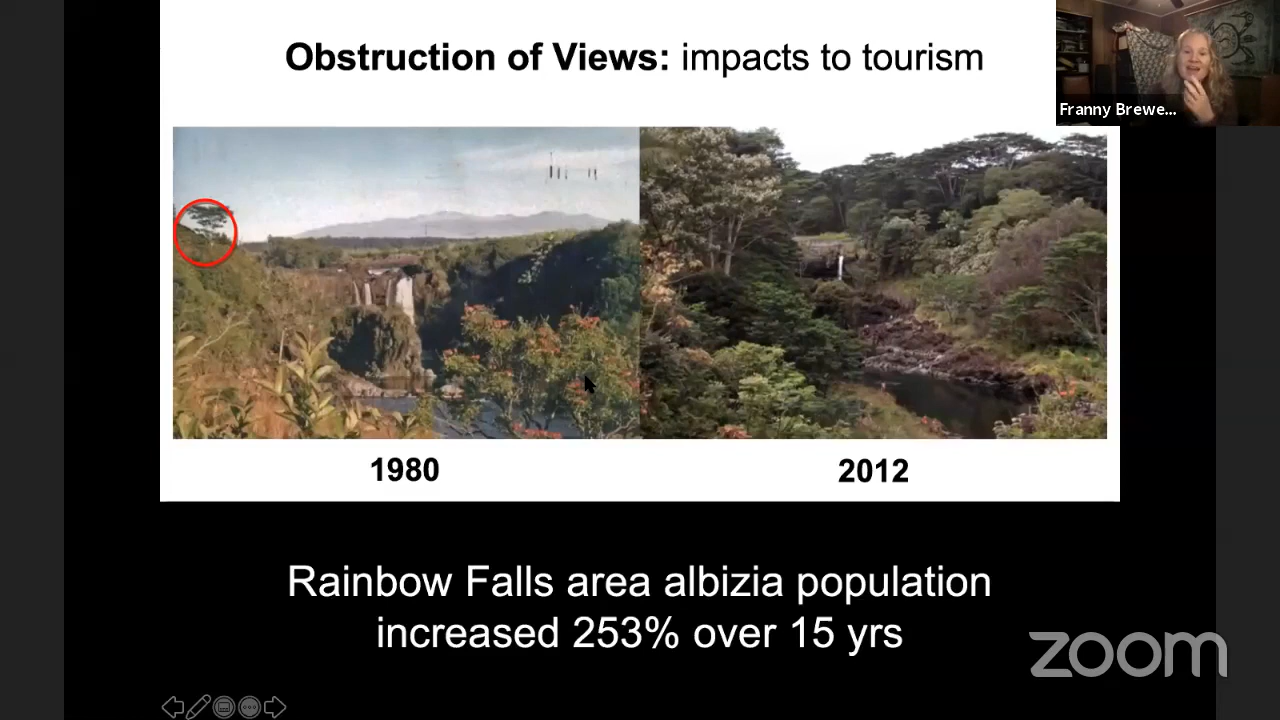 Obstruction of Views: impacts to tourism
Franny Brewe...
1980
2012
Rainbow Falls area albizia population
increased 253% over 15 yrs
zoom